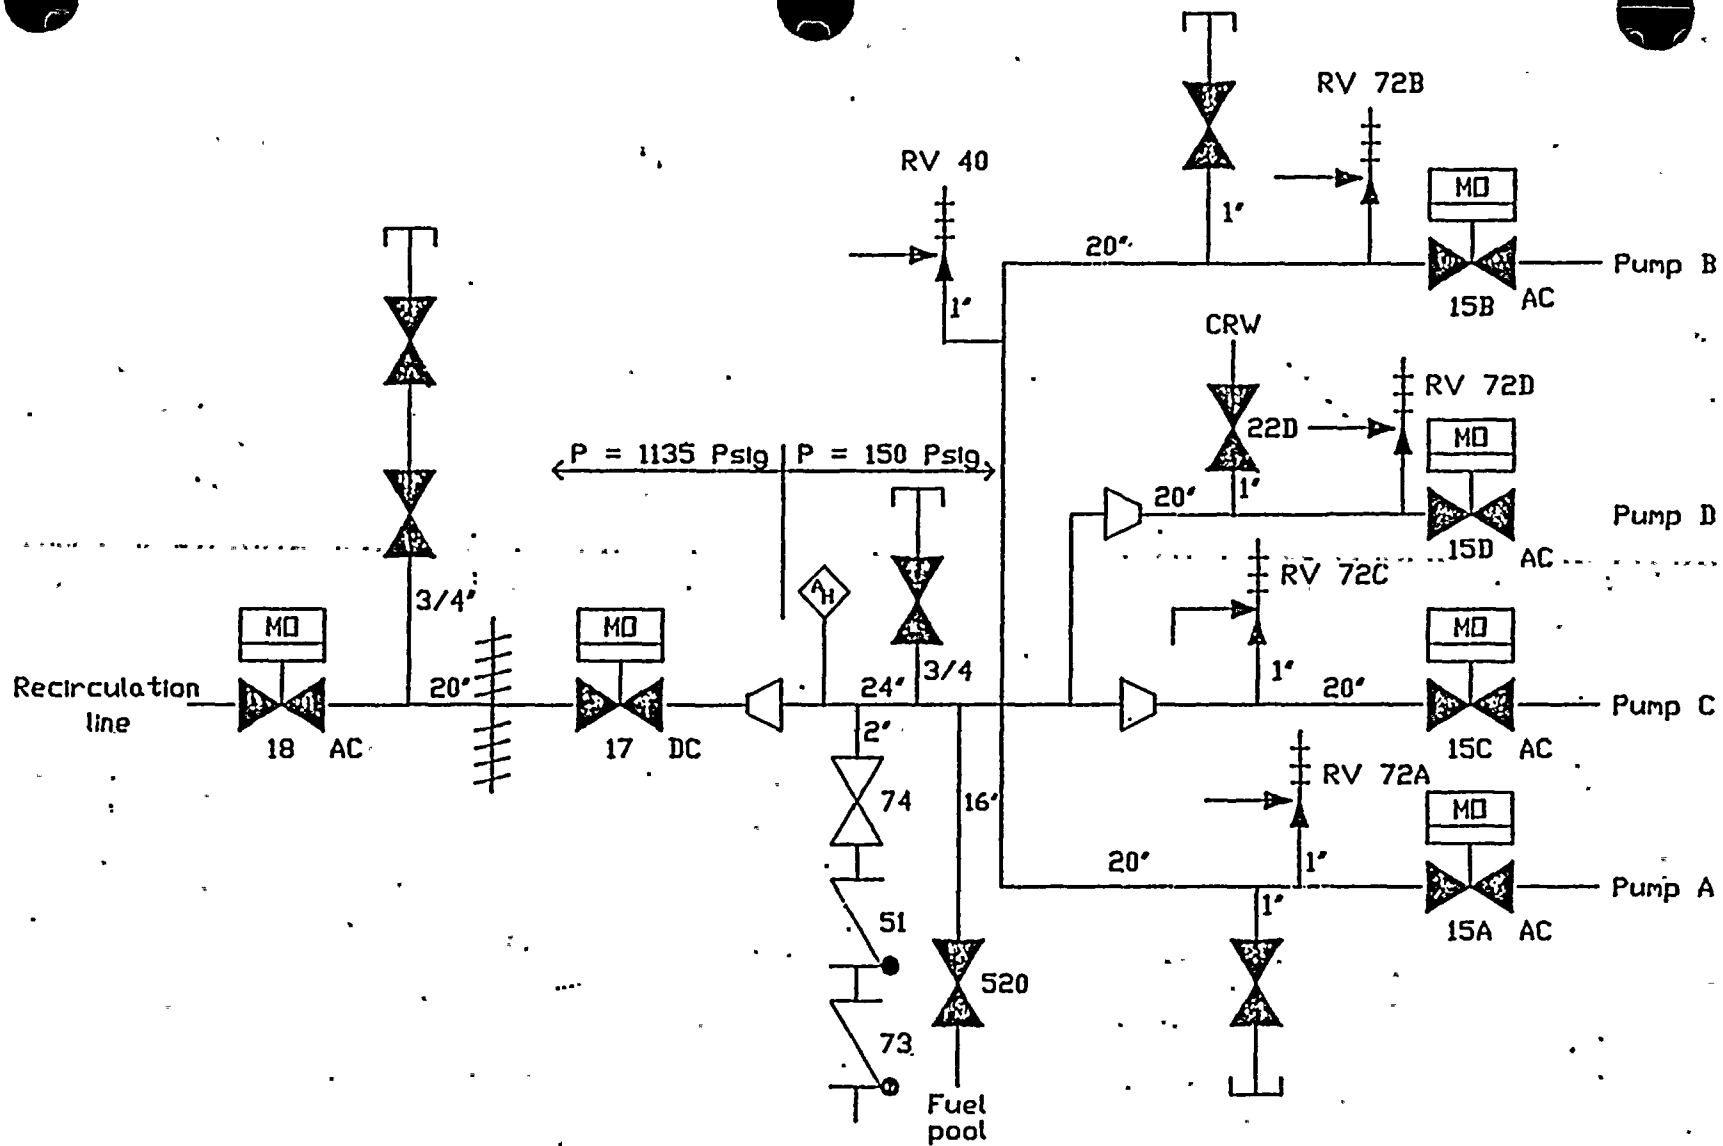 RV 72B
RV 40
MO
1"
20"
Pump B
15B AC
1"
CRW
RV 72D
22D
MO
P = 1135 Psig
P = 150 Psig
20"
1"
Pump D
15D AC
RV 72C
AH
3/4"
MO
MO
MO
3/4
1"
Recirculation
line
20"
24"
20"
Pump C
18 AC
17 DC
2"
15C AC
RV 72A
74
16"
MO
20"
1"
Pump A
1"
51
15A AC
520
73
Fuel
pool